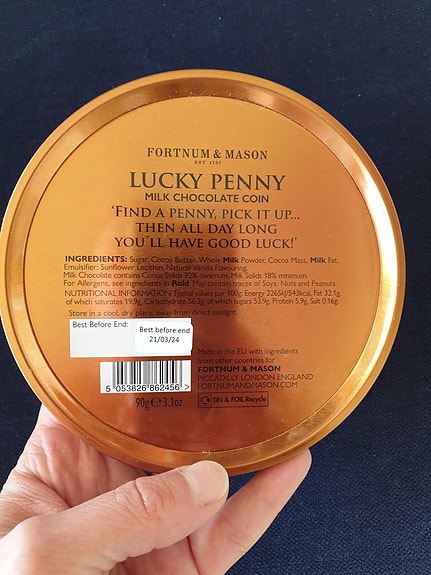 FORTNUM & MASON
EST 1707
LUCKY PENNY
MILK CHOCOLATE COIN
'FIND A PENNY, PICK IT UP...
THEN ALL DAY LONG
YOU'LL HAVE GOOD LUCK!'
INGREDIENTS: Sugar, Cocoa Butter, Whole Milk Powder, Cocoa Mass, Milk Fat,
Emulsifier: Sunflower Lecithin, Natural Vanilla Flavouring.
Milk Chocolate contains Cocoa Solids 32% minimum, Milk Solids 18% minimum.
For Allergens, see ingredients in Bold. May contain traces of Soya, Nuts and Peanuts.
NUTRITIONAL INFORMATION Typical values per 100g: Energy 2265kJ/543kcal, Fat 32.1g,
of which saturates 19.9g, Carbohydrate 56.3g, of which sugars 53.9g, Protein 5.9g, Salt 0.16g
Store in a cool, dry place, away from direct sunlight.
Best Before End:
Best before end
21/03/24
Made in the EU with ingredients
from other countries for
FORTNUM & MASON
PICCADILLY LONDON ENGLAND
FORTNUMANDMASON.COM
5 053826 862456 >
90g e 3.1oz
TIN & FOIL Recycle